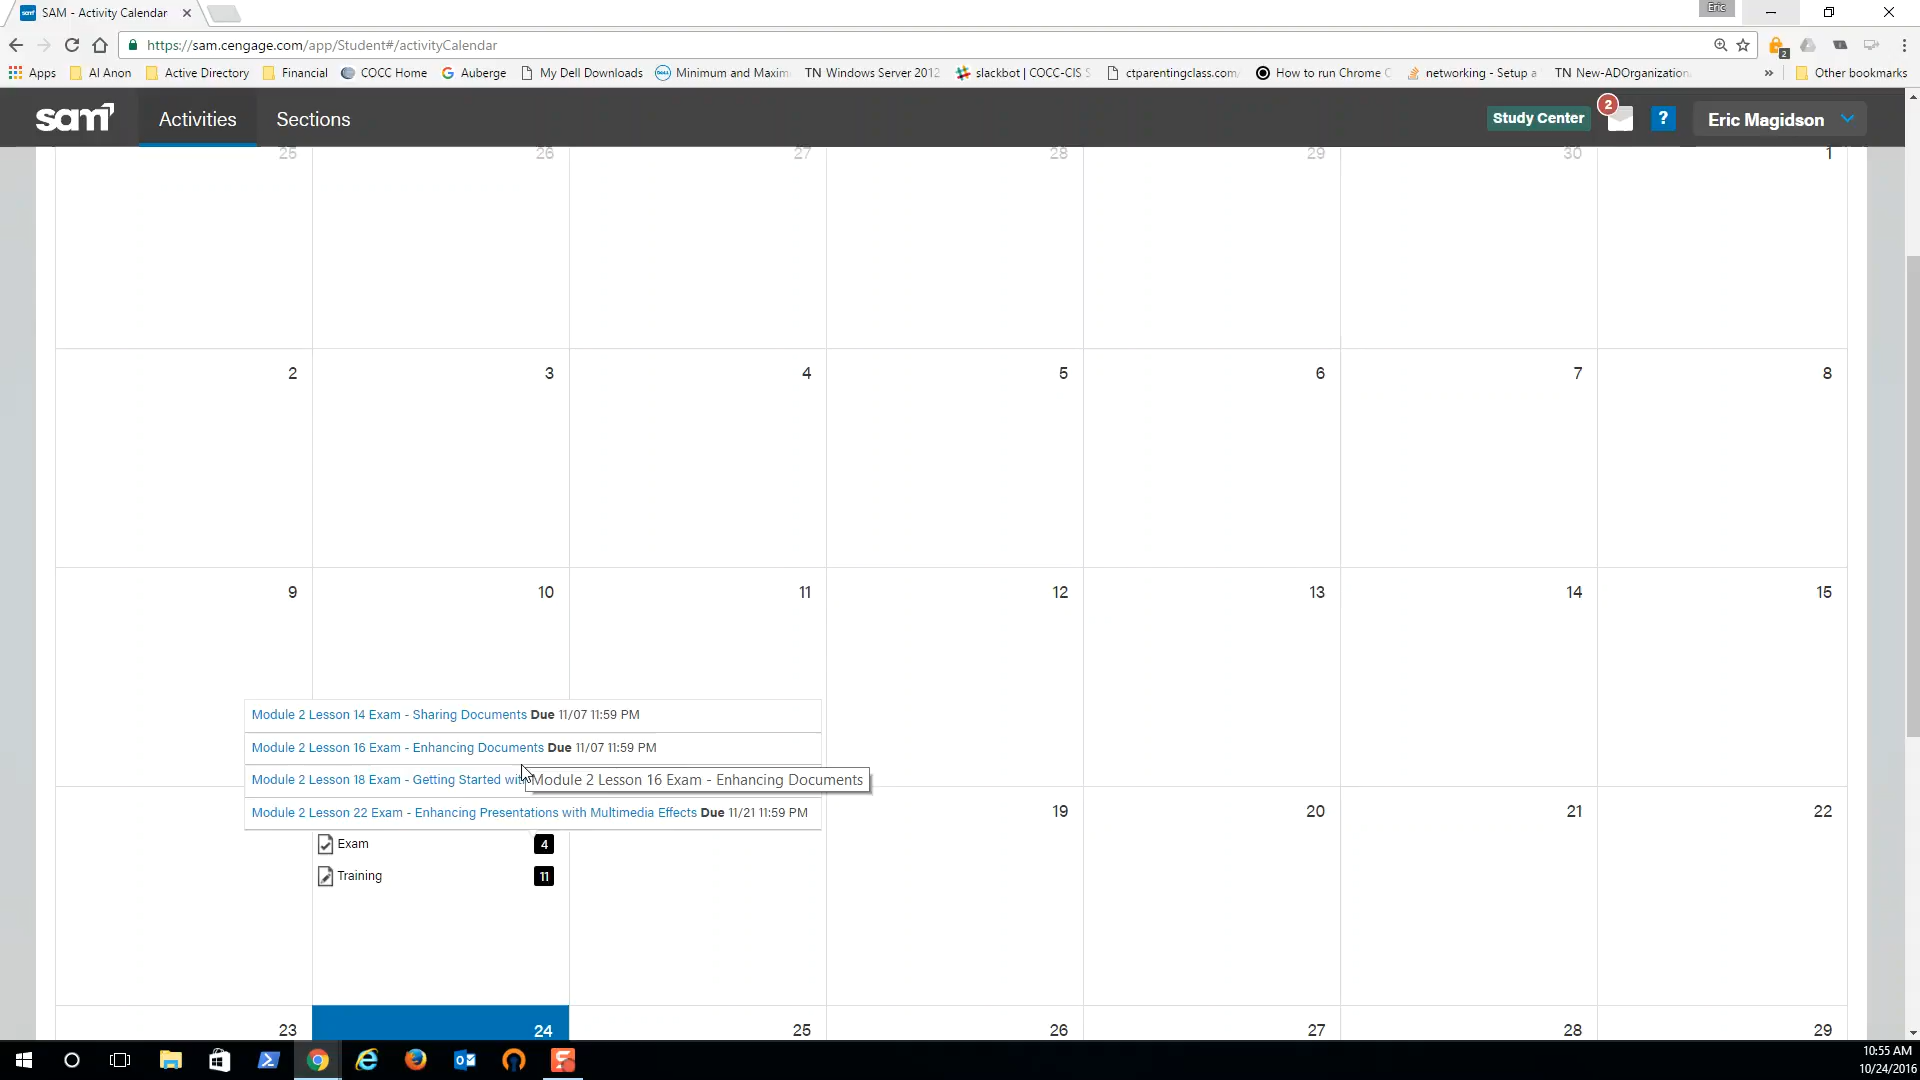 sam SAM - Activity Calendar
Eric
https://sam.cengage.com/app/Student#/activityCalendar
2
Apps Al Anon Active Directory Financial COCC Home Auberge My Dell Downloads Minimum and Maxim TN Windows Server 2012 slackbot | COCC-CIS S ctparentingclass.com/ How to run Chrome networking - Setup a TN New-ADOrganization » Other bookmarks
sam Activities Sections Study Center 2 ? Eric Magidson
25 26 27 28 29 30 1
2 3 4 5 6 7 8
9 10 11 12 13 14 15
Module 2 Lesson 14 Exam - Sharing Documents Due 11/07 11:59 PM
Module 2 Lesson 16 Exam - Enhancing Documents Due 11/07 11:59 PM
Module 2 Lesson 18 Exam - Getting Started Module 2 Lesson 16 Exam - Enhancing Documents
Module 2 Lesson 22 Exam - Enhancing Presentations with Multimedia Effects Due 11/21 11:59 PM
19 20 21 22
Exam 4
Training 11
23 24 25 26 27 28 29
10:55 AM
10/24/2016